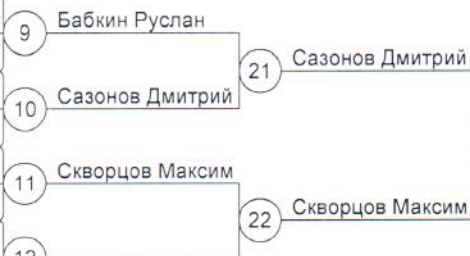 9 Бабкин Руслан
21 Сазонов Дмитрий
10 Сазонов Дмитрий
11 Скворцов Максим
22 Скворцов Максим